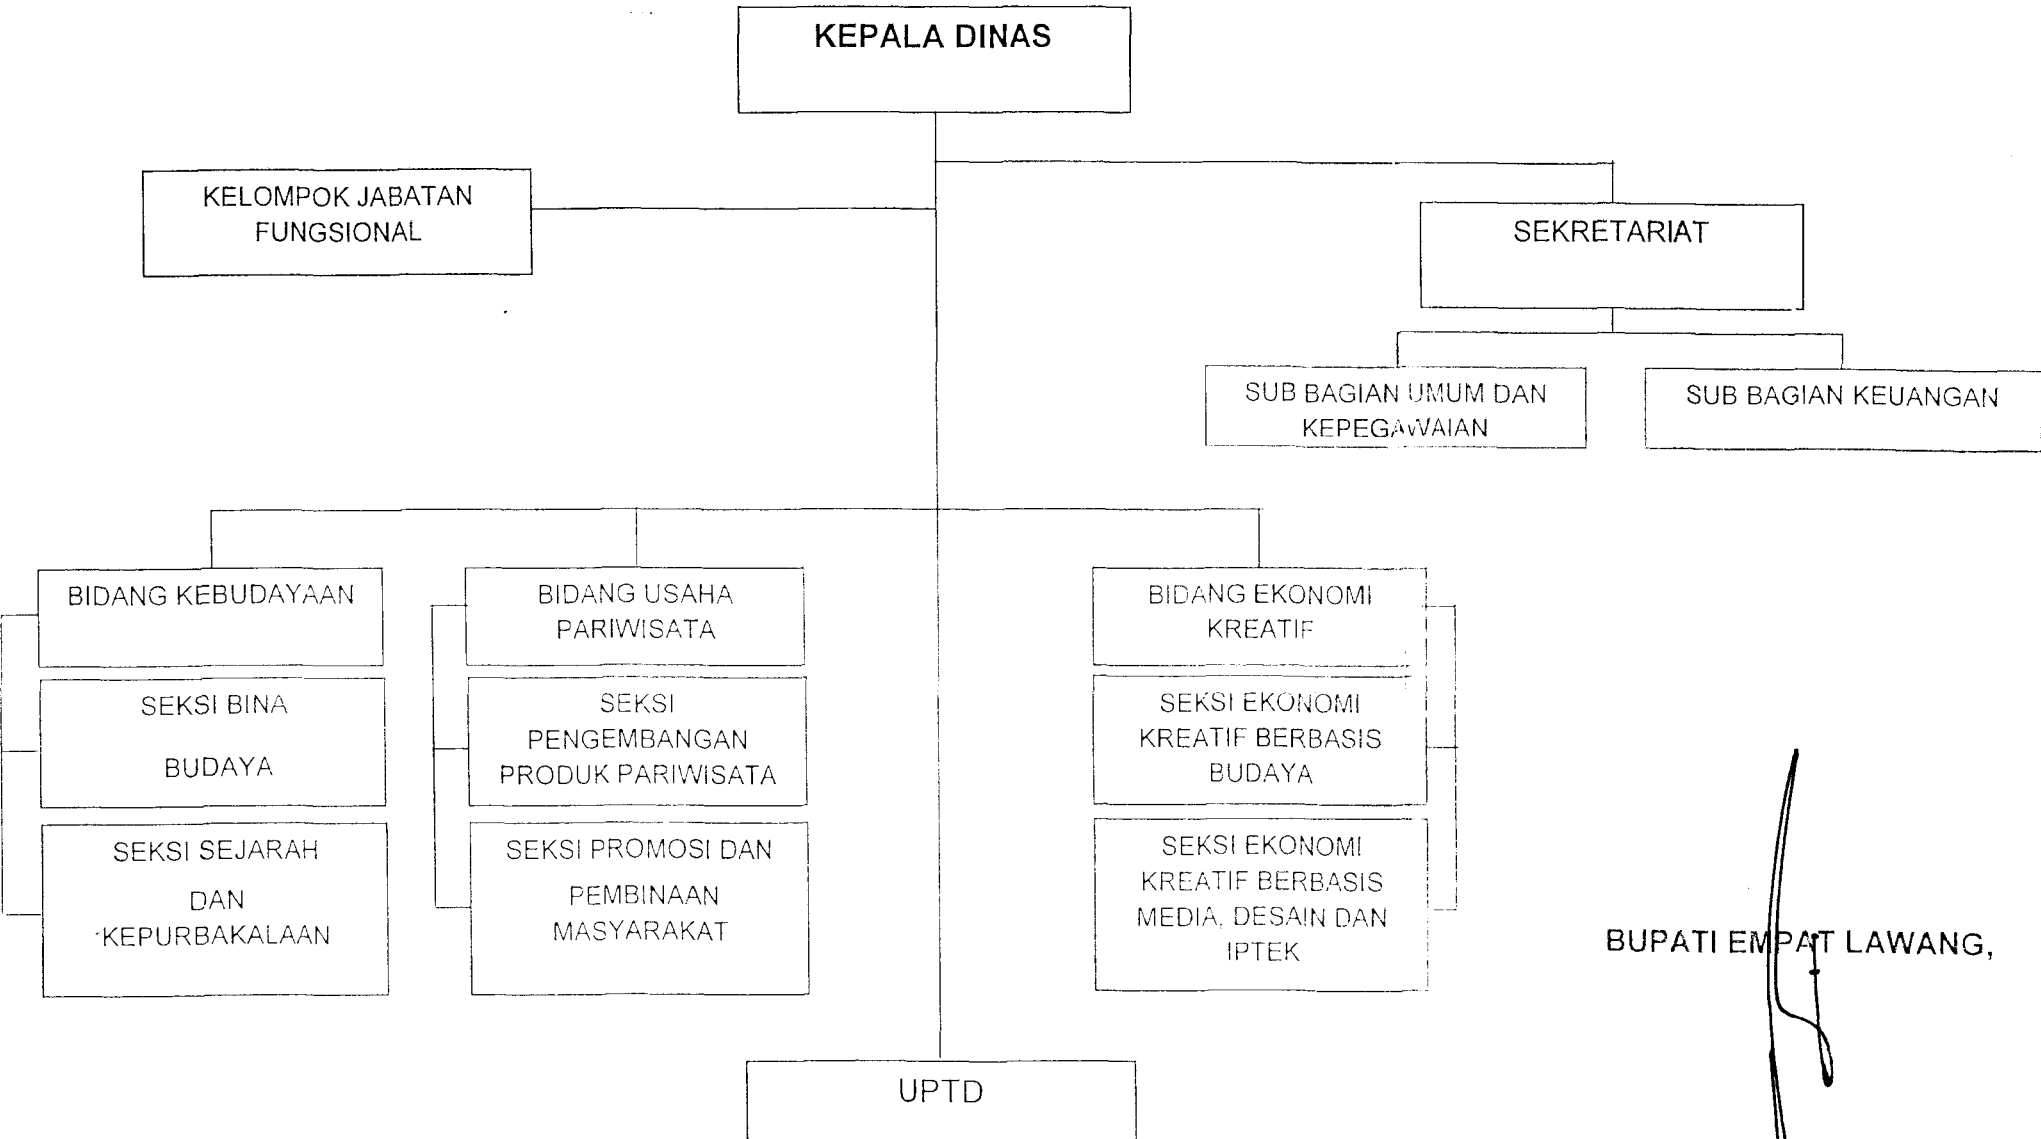 KEPALA DINAS
KELOMPOK JABATAN
FUNGSIONAL
SEKRETARIAT
SUB BAGIAN UMUM DAN
KEPEGAWAIAN
SUB BAGIAN KEUANGAN
BIDANG KEBUDAYAAN
SEKSI BINA
BUDAYA
SEKSI SEJARAH
DAN
KEPURBAKALAAN
BIDANG USAHA
PARIWISATA
SEKSI
PENGEMBANGAN
PRODUK PARIWISATA
SEKSI PROMOSI DAN
PEMBINAAN
MASYARAKAT
BIDANG EKONOMI
KREATIF
SEKSI EKONOMI
KREATIF BERBASIS
BUDAYA
SEKSI EKONOMI
KREATIF BERBASIS
MEDIA, DESAIN DAN
IPTEK
BUPATI EMPAT LAWANG,
UPTD